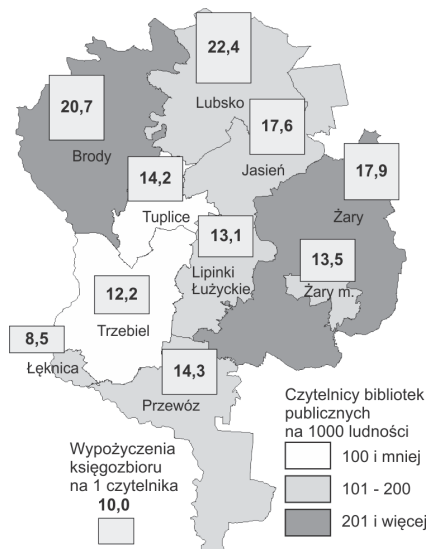 22,4
Lubsko
20,7
Brody
17,6
Jasień
14,2
Tuplice
17,9
Żary
13,1
Lipinki
Łużyckie
13,5
Żary m.
12,2
Trzebiel
8,5
Łęknica
14,3
Przewóz
Wypożyczenia
księgozbioru
na 1 czytelnika
10,0
Czytelnicy bibliotek
publicznych
na 1000 ludności
100 i mniej
101 - 200
201 i więcej